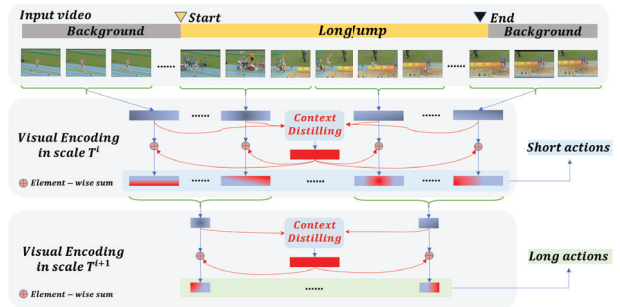 Input video
Start
End
Background
LongJump
Background
......
......
......
......
Context
Distilling
Visual Encoding
in scale T^i
Short actions
Element − wise sum
......
......
......
Context
Distilling
Visual Encoding
in scale T^{i+1}
Long actions
Element − wise sum
......